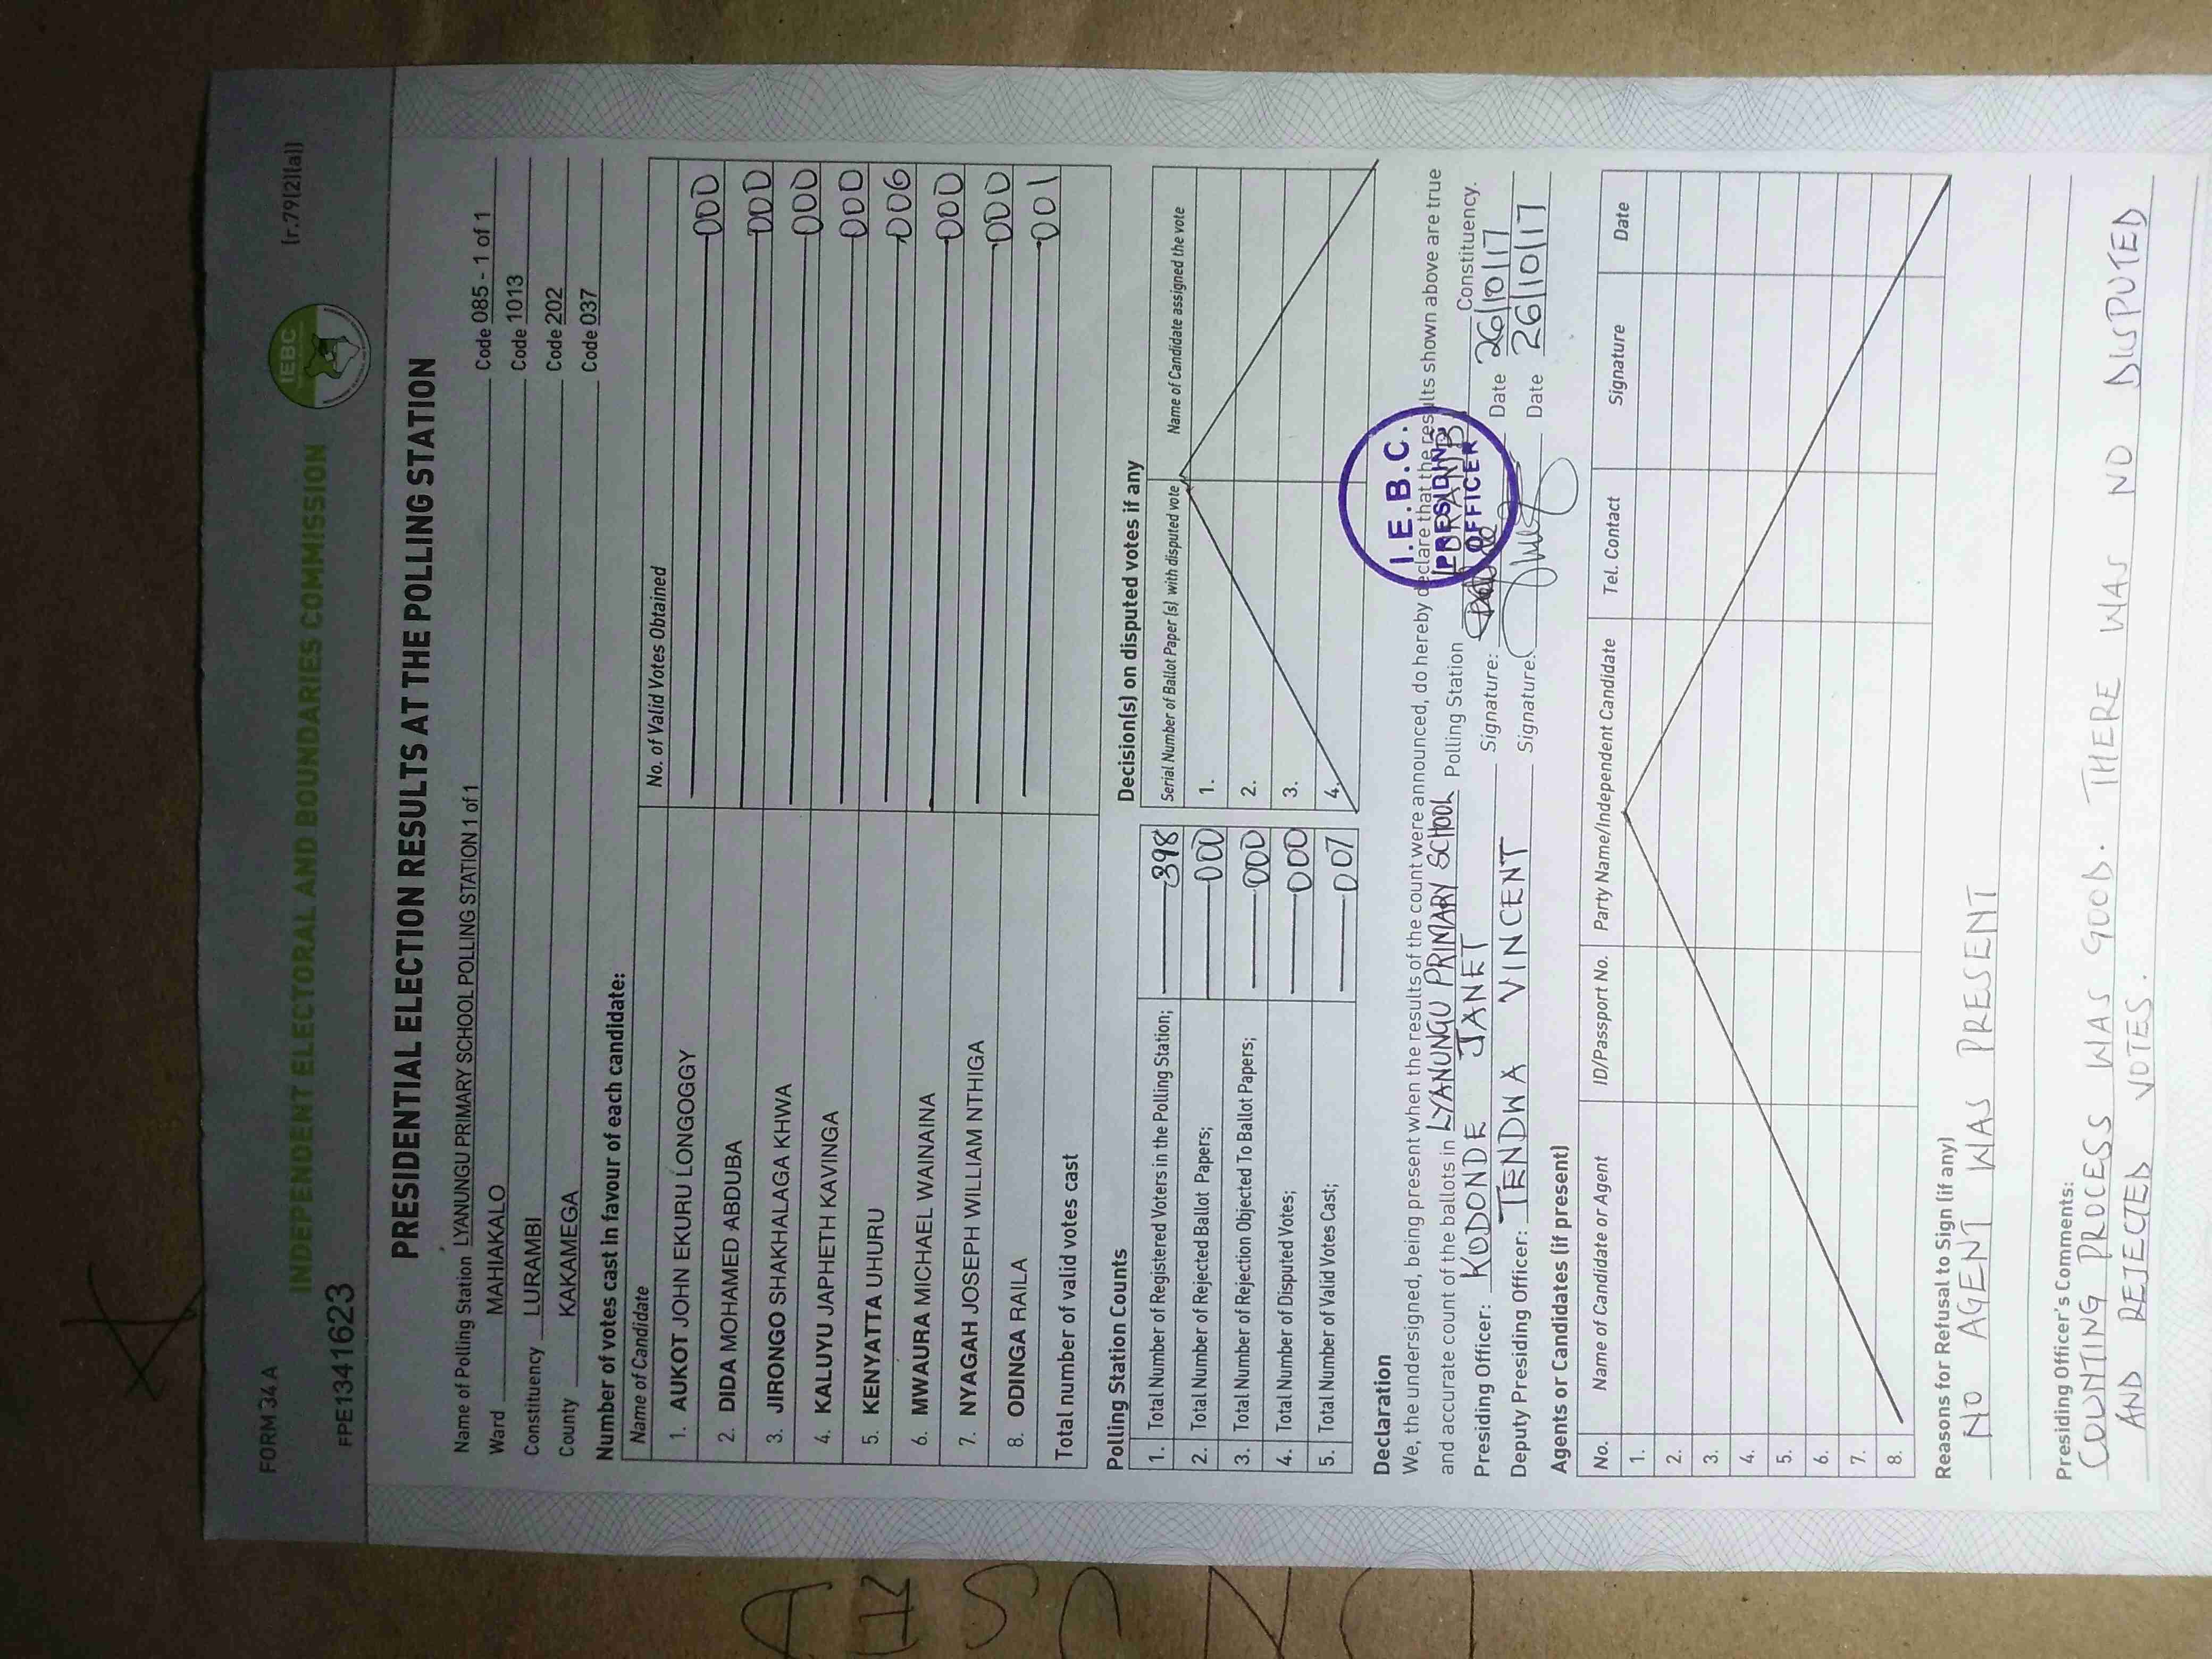 FORM 34 A
IEBC
(r.79(2)(a))
INDEPENDENT ELECTORAL AND BOUNDARIES COMMISSION
FPE1341623
PRESIDENTIAL ELECTION RESULTS AT THE POLLING STATION
Name of Polling Station LYANUNGU PRIMARY SCHOOL POLLING STATION 1 of 1 Code 085 - 1 of 1
Ward MAHIAKALO Code 1013
Constituency LURAMBI Code 202
County KAKAMEGA Code 037
Number of votes cast in favour of each candidate:
Name of Candidate No. of Valid Votes Obtained
1. AUKOT JOHN EKURU LONGOGGY 000
2. DIDA MOHAMED ABDUBA 000
3. JIRONGO SHAKHALAGA KHWA 000
4. KALUYU JAPHETH KAVINGA 000
5. KENYATTA UHURU 006
6. MWAURA MICHAEL WAINAINA 000
7. NYAGAH JOSEPH WILLIAM NTHIGA 000
8. ODINGA RAILA 001
Total number of valid votes cast
Polling Station Counts
1. Total Number of Registered Voters in the Polling Station; 398
2. Total Number of Rejected Ballot Papers; 000
3. Total Number of Rejection Objected To Ballot Papers; 000
4. Total Number of Disputed Votes; 000
5. Total Number of Valid Votes Cast; 007
Decision(s) on disputed votes if any
Serial Number of Ballot Paper (s) with disputed vote Name of Candidate assigned the vote
1.
2.
3.
4.
Declaration
We, the undersigned, being present when the results of the count were announced, do hereby declare that the results shown above are true
and accurate count of the ballots in LYANUNGU PRIMARY SCHOOL Polling Station Constituency.
Presiding Officer: KODONDE JANET Signature: Date 26/10/17
Deputy Presiding Officer: TENDWA VINCENT Signature: Date 26/10/17
I.E.B.C.
PRESIDING
OFFICER
Agents or Candidates (if present)
No. Name of Candidate or Agent ID/Passport No. Party Name/Independent Candidate Tel. Contact Signature Date
1.
2.
3.
4.
5.
6.
7.
8.
Reasons for Refusal to Sign (if any)
NO AGENT WAS PRESENT
Presiding Officer's Comments:
COUNTING PROCESS WAS GOOD. THERE WAS NO DISPUTED
AND REJECTED VOTES.